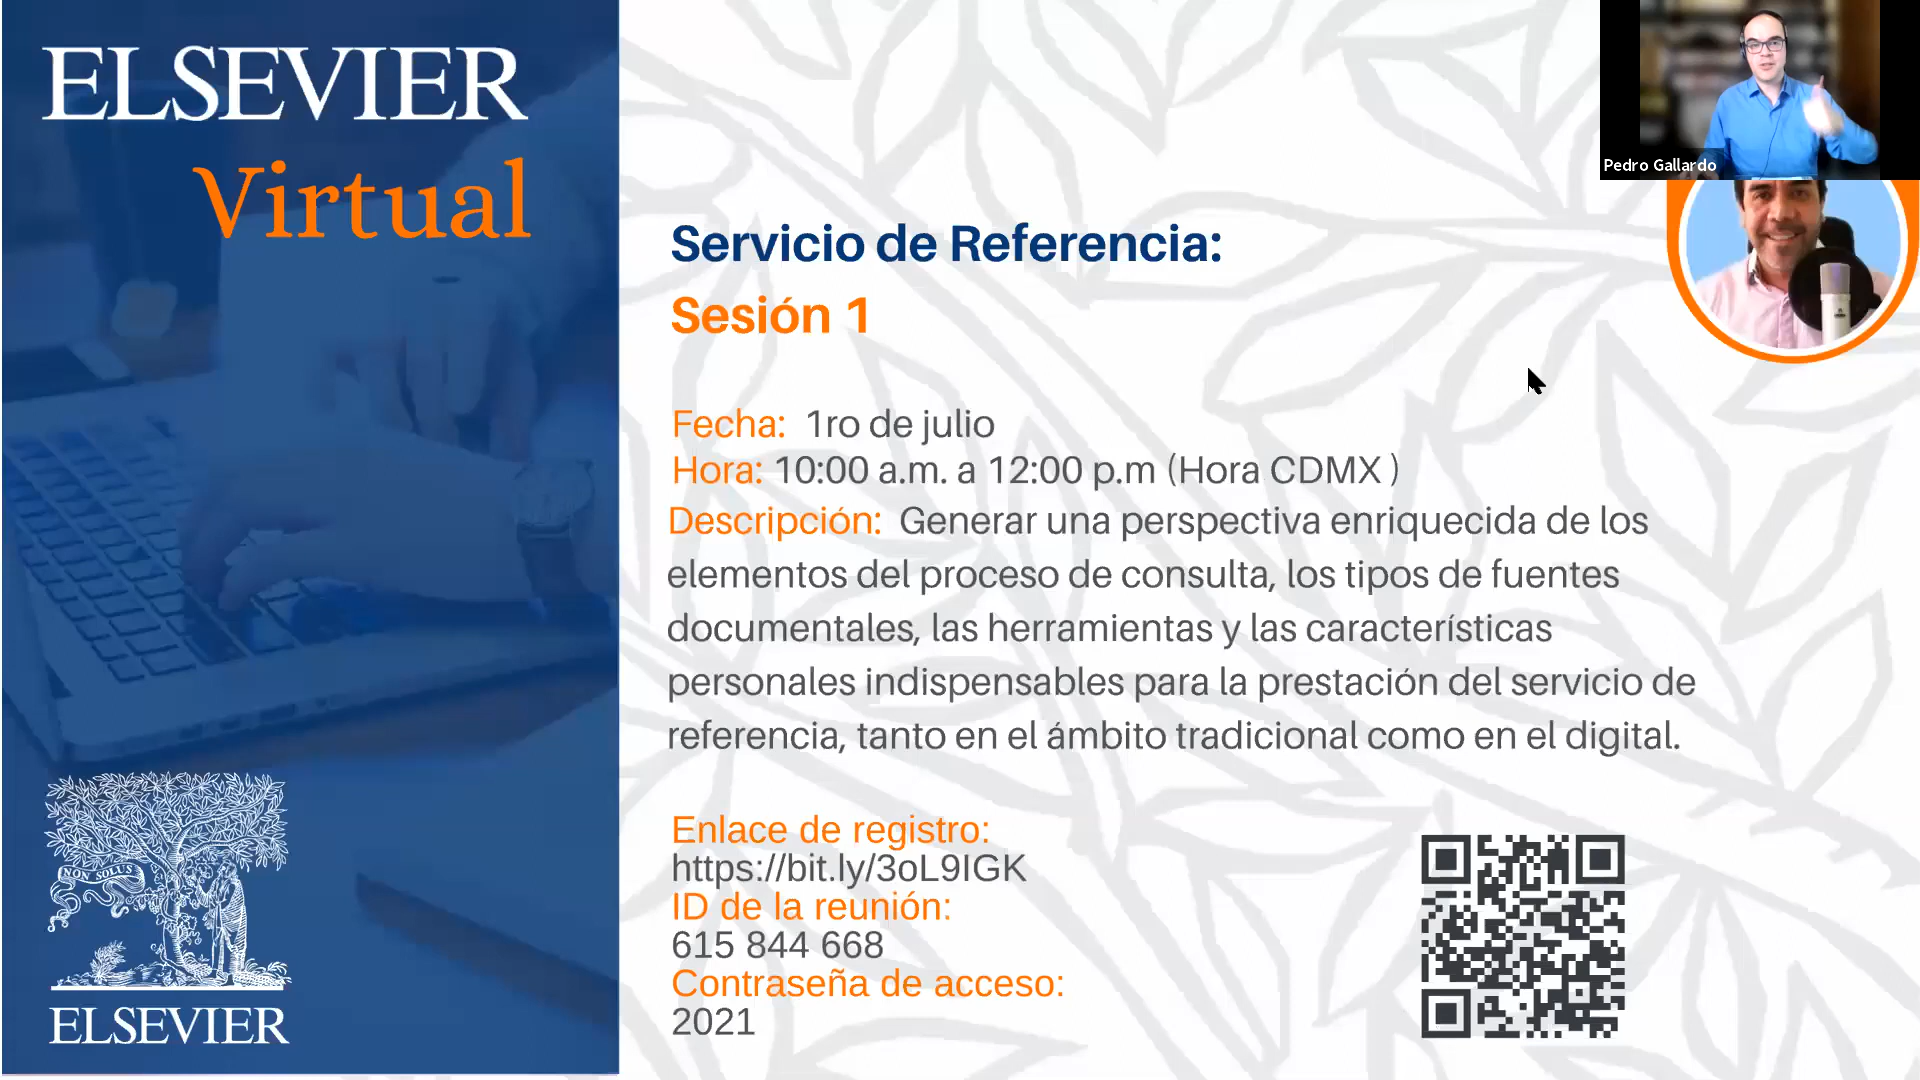 ELSEVIER
Virtual
Pedro Gallardo
Servicio de Referencia:
Sesión 1
Fecha: 1ro de julio
Hora: 10:00 a.m. a 12:00 p.m (Hora CDMX )
Descripción: Generar una perspectiva enriquecida de los
elementos del proceso de consulta, los tipos de fuentes
documentales, las herramientas y las características
personales indispensables para la prestación del servicio de
referencia, tanto en el ámbito tradicional como en el digital.
Enlace de registro:
https://bit.ly/3oL9IGK
ID de la reunión:
615 844 668
Contraseña de acceso:
2021
NON SOLUS
ELSEVIER